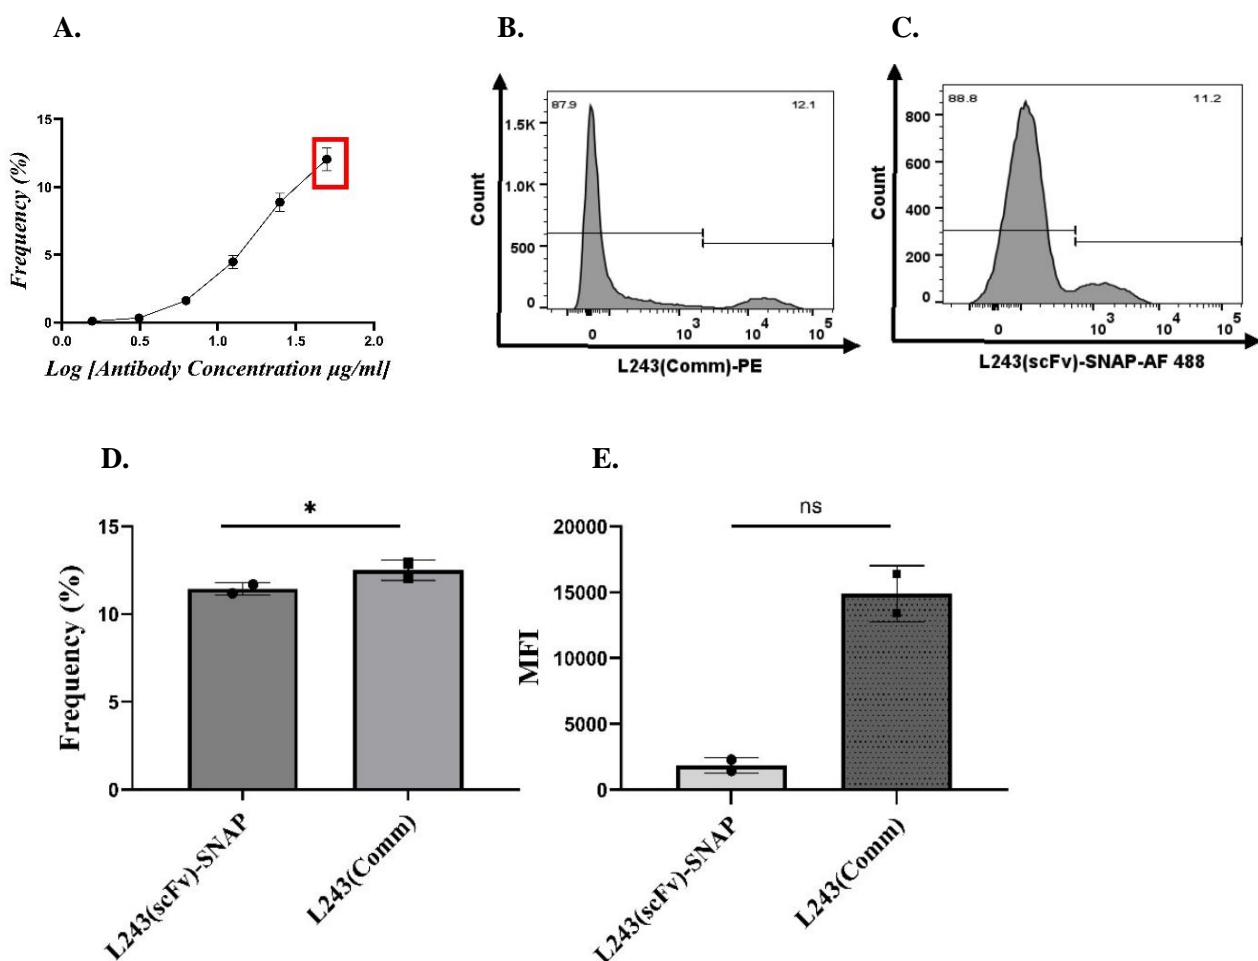 A.
B.
C.
15
10
5
0
0.0 0.5 1.0 1.5 2.0
Frequency (%)
Log [Antibody Concentration µg/ml]
87.9 12.1
1.5K
1.0K
500
0
Count
0 10^3 10^4 10^5
L243(Comm)-PE
88.8 11.2
800
600
400
200
0
Count
0 10^3 10^4 10^5
L243(scFv)-SNAP-AF 488
D.
E.
*
15
10
5
0
Frequency (%)
L243(scFv)-SNAP
L243(Comm)
ns
20000
15000
10000
5000
0
MFI
L243(scFv)-SNAP
L243(Comm)